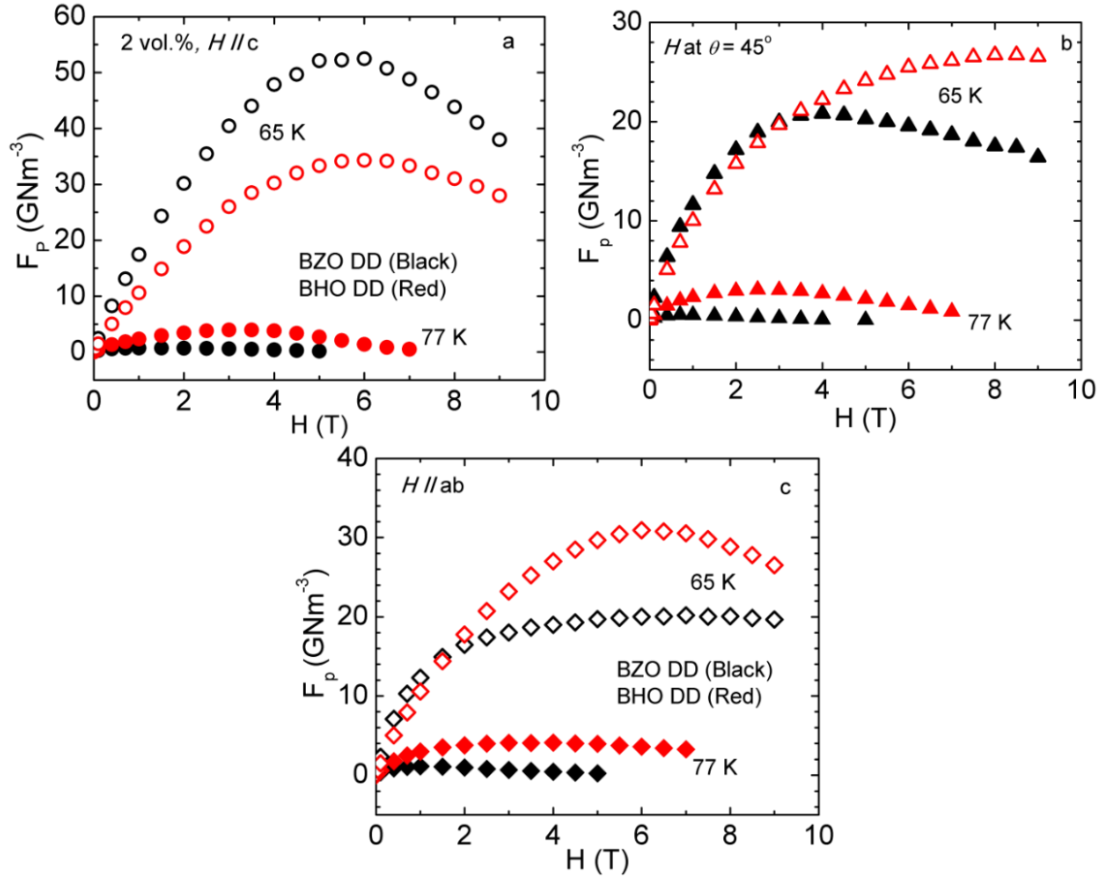 2 vol.%, H // c
a
65 K
BZO DD (Black)
BHO DD (Red)
77 K
Fp (GNm-3)
60
50
40
30
20
10
0
0 2 4 6 8 10
H (T)
H at θ = 45°
b
65 K
77 K
Fp (GNm-3)
30
20
10
0
0 2 4 6 8 10
H (T)
H // ab
c
65 K
BZO DD (Black)
BHO DD (Red)
77 K
Fp (GNm-3)
40
30
20
10
0
0 2 4 6 8 10
H (T)